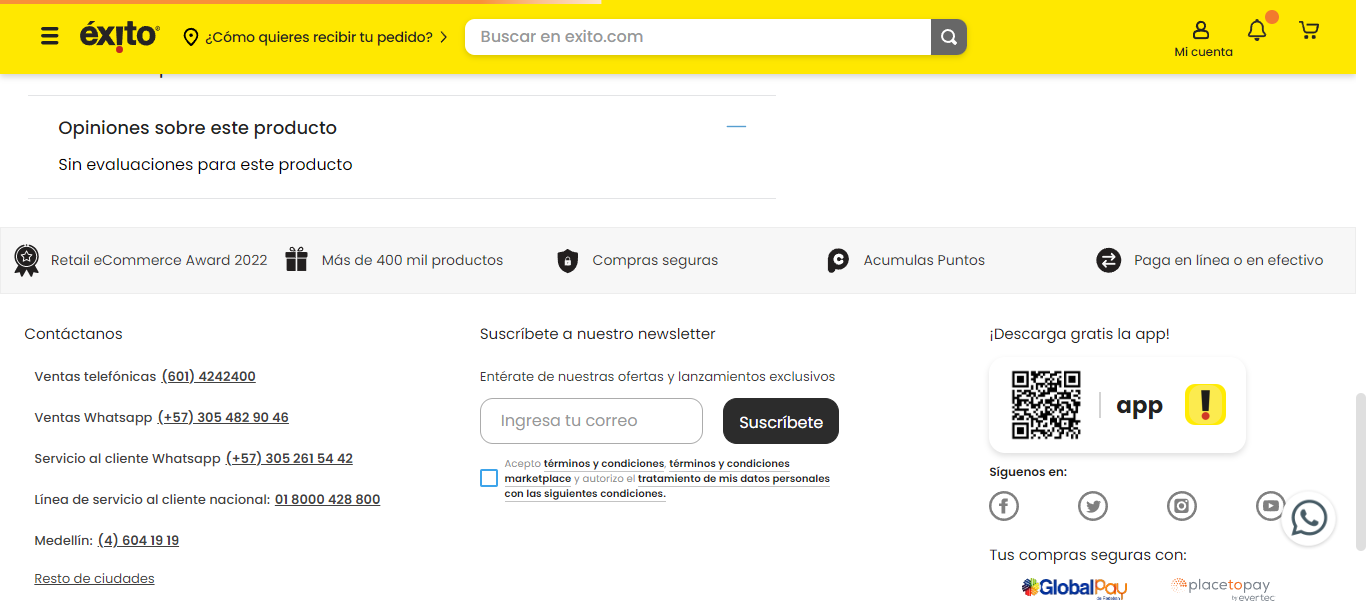 éxito
¿Cómo quieres recibir tu pedido?
Buscar en exito.com
Mi cuenta
Opiniones sobre este producto
Sin evaluaciones para este producto
Retail eCommerce Award 2022
Más de 400 mil productos
Compras seguras
Acumulas Puntos
Paga en línea o en efectivo
Contáctanos
Ventas telefónicas (601) 4242400
Ventas Whatsapp (+57) 305 482 90 46
Servicio al cliente Whatsapp (+57) 305 261 54 42
Línea de servicio al cliente nacional: 01 8000 428 800
Medellín: (4) 604 19 19
Resto de ciudades
Suscríbete a nuestro newsletter
Entérate de nuestras ofertas y lanzamientos exclusivos
Ingresa tu correo
Suscríbete
Acepto términos y condiciones, términos y condiciones
marketplace y autorizo el tratamiento de mis datos personales
con las siguientes condiciones.
¡Descarga gratis la app!
app
Síguenos en:
Tus compras seguras con:
GlobalPay
placetopay
by evertec